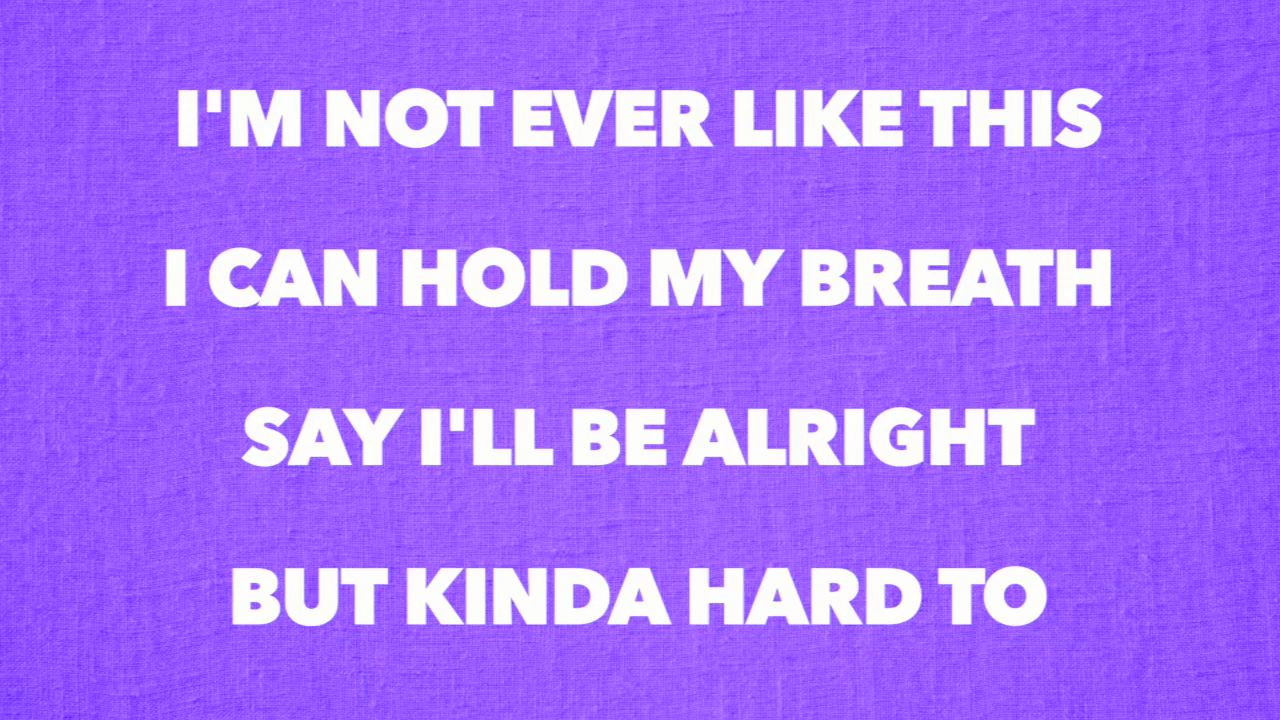 I'M NOT EVER LIKE THIS
I CAN HOLD MY BREATH
SAY I'LL BE ALRIGHT
BUT KINDA HARD TO